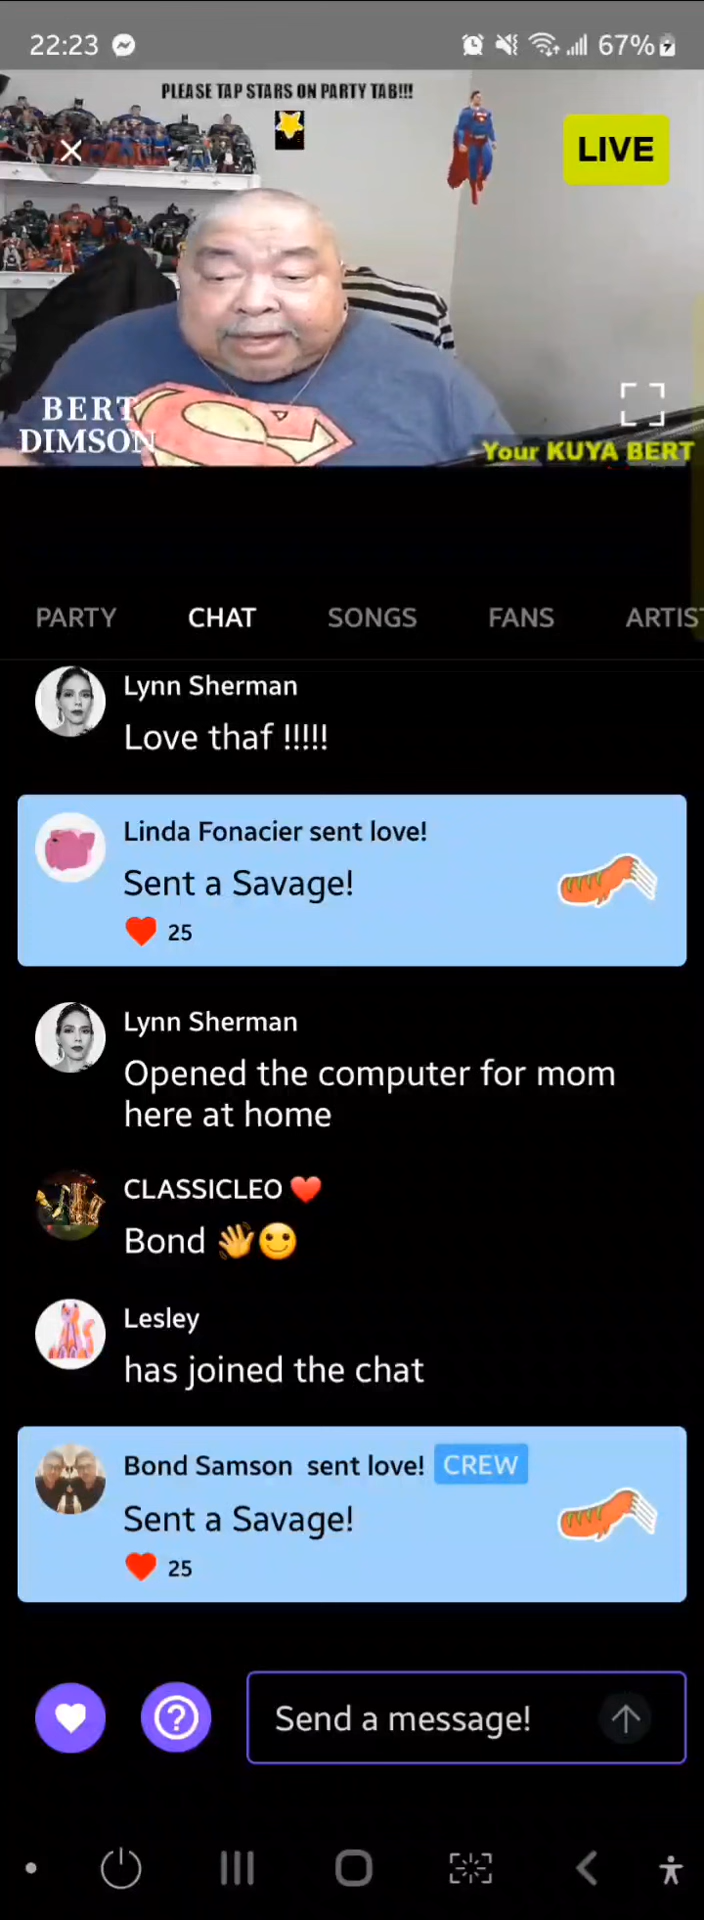 22:23
67%
PLEASE TAP STARS ON PARTY TAB!!!
LIVE
BERT
DIMSON
Your KUYA BERT
PARTY CHAT SONGS FANS ARTIS
Lynn Sherman
Love thaf !!!!!
Linda Fonacier sent love!
Sent a Savage!
25
Lynn Sherman
Opened the computer for mom
here at home
CLASSICLEO ❤️
Bond 👋🙂
Lesley
has joined the chat
Bond Samson sent love! CREW
Sent a Savage!
25
Send a message!